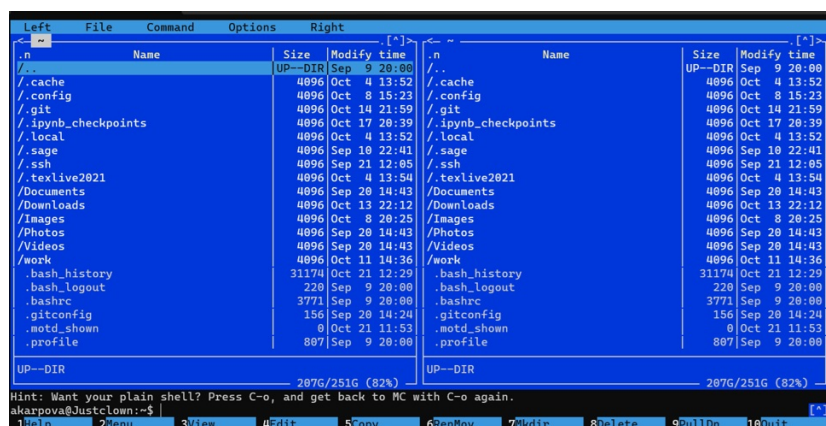 Left File Command Options Right
<- ~ .[^]> <- ~ .[^]>
.n Name Size Modify time .n Name Size Modify time
/.. UP--DIR Sep 9 20:00 /.. UP--DIR Sep 9 20:00
/.cache 4096 Oct 4 13:52 /.cache 4096 Oct 4 13:52
/.config 4096 Oct 8 15:23 /.config 4096 Oct 8 15:23
/.git 4096 Oct 14 21:59 /.git 4096 Oct 14 21:59
/.ipynb_checkpoints 4096 Oct 17 20:39 /.ipynb_checkpoints 4096 Oct 17 20:39
/.local 4096 Oct 4 13:52 /.local 4096 Oct 4 13:52
/.sage 4096 Sep 10 22:41 /.sage 4096 Sep 10 22:41
/.ssh 4096 Sep 21 12:05 /.ssh 4096 Sep 21 12:05
/.texlive2021 4096 Oct 4 13:54 /.texlive2021 4096 Oct 4 13:54
/Documents 4096 Sep 20 14:43 /Documents 4096 Sep 20 14:43
/Downloads 4096 Oct 13 22:12 /Downloads 4096 Oct 13 22:12
/Images 4096 Oct 8 20:25 /Images 4096 Oct 8 20:25
/Photos 4096 Sep 20 14:43 /Photos 4096 Sep 20 14:43
/Videos 4096 Sep 20 14:43 /Videos 4096 Sep 20 14:43
/work 4096 Oct 11 14:36 /work 4096 Oct 11 14:36
.bash_history 31174 Oct 21 12:29 .bash_history 31174 Oct 21 12:29
.bash_logout 220 Sep 9 20:00 .bash_logout 220 Sep 9 20:00
.bashrc 3771 Sep 9 20:00 .bashrc 3771 Sep 9 20:00
.gitconfig 156 Sep 20 14:24 .gitconfig 156 Sep 20 14:24
.motd_shown 0 Oct 21 11:53 .motd_shown 0 Oct 21 11:53
.profile 807 Sep 9 20:00 .profile 807 Sep 9 20:00
UP--DIR UP--DIR
207G/251G (82%) 207G/251G (82%)
Hint: Want your plain shell? Press C-o, and get back to MC with C-o again.
akarpova@Justclown:~$ [^]
1Help 2Menu 3View 4Edit 5Copy 6RenMov 7Mkdir 8Delete 9PullDn 10Quit